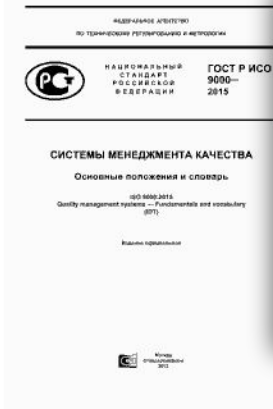 ФЕДЕРАЛЬНОЕ АГЕНТСТВО
ПО ТЕХНИЧЕСКОМУ РЕГУЛИРОВАНИЮ И МЕТРОЛОГИИ
НАЦИОНАЛЬНЫЙ
СТАНДАРТ
РОССИЙСКОЙ
ФЕДЕРАЦИИ
ГОСТ Р ИСО
9000—
2015
СИСТЕМЫ МЕНЕДЖМЕНТА КАЧЕСТВА
Основные положения и словарь
ISO 9000:2015
Quality management systems — Fundamentals and vocabulary
(IDT)
Издание официальное
Москва
Стандартинформ